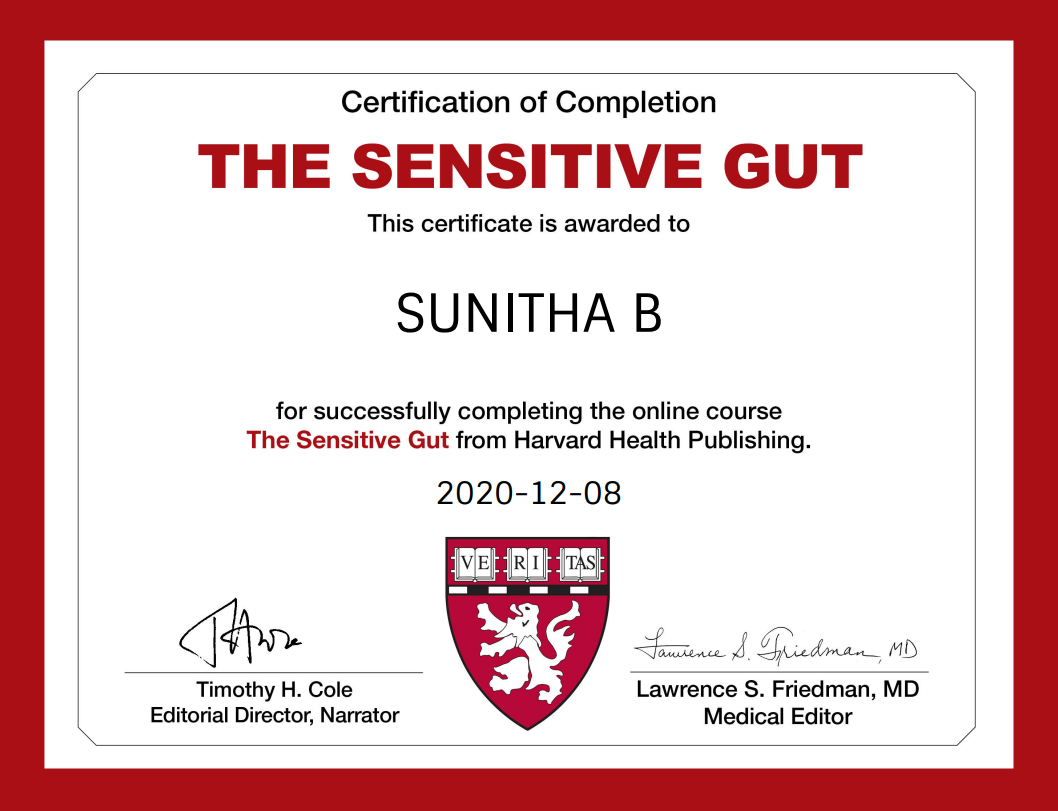 Certification of Completion
THE SENSITIVE GUT
This certificate is awarded to
SUNITHA B
for successfully completing the online course
The Sensitive Gut from Harvard Health Publishing.
2020-12-08
VE RI TAS
Lawrence S. Friedman, MD
Timothy H. Cole
Editorial Director, Narrator
Lawrence S. Friedman, MD
Medical Editor